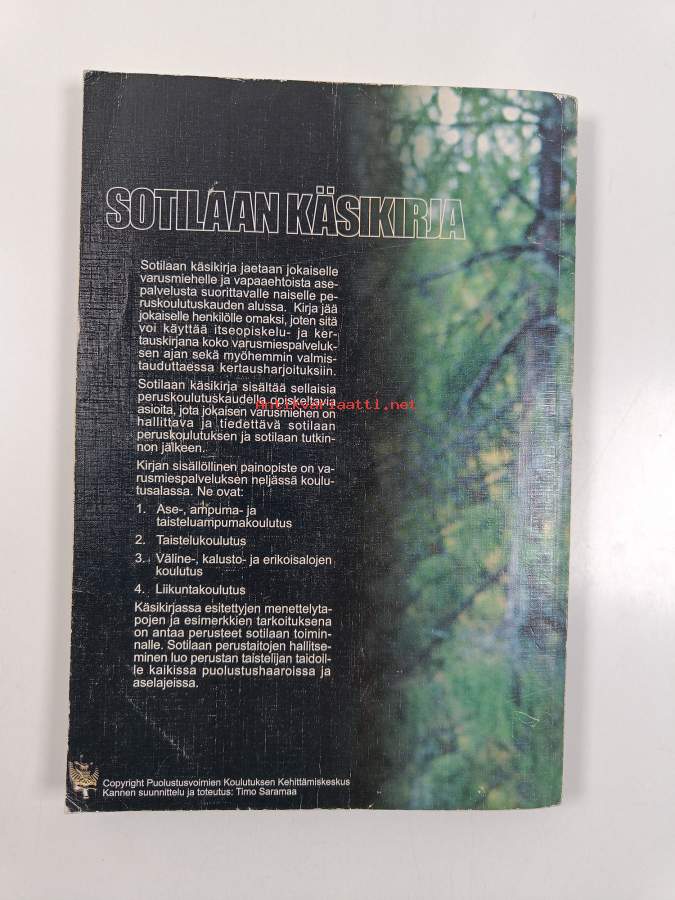 SOTILAAN KÄSIKIRJA
Sotilaan käsikirja jaetaan jokaiselle
varusmiehelle ja vapaaehtoista ase-
palvelusta suorittavalle naiselle pe-
ruskoulutuskauden alussa. Kirja jää
jokaiselle henkilölle omaksi, joten sitä
voi käyttää itseopiskelu- ja ker-
tauskirjana koko varusmiespalveluk-
sen ajan sekä myöhemmin valmis-
tauduttaessa kertausharjoituksiin.
Sotilaan käsikirja sisältää sellaisia
peruskoulutuskaudella opiskeltavia
Antikvariaatti.net
asioita, jota jokaisen varusmiehen on
hallittava ja tiedettävä sotilaan
peruskoulutuksen ja sotilaan tutkin-
non jälkeen.
Kirjan sisällöllinen painopiste on va-
rusmiespalveluksen neljässä koulu-
tusalassa. Ne ovat:
1. Ase-, ampuma- ja
taisteluampumakoulutus
2. Taistelukoulutus
3. Väline-, kalusto- ja erikoisalojen
koulutus
4. Liikuntakoulutus
Käsikirjassa esitettyjen menettelyta-
pojen ja esimerkkien tarkoituksena
on antaa perusteet sotilaan toimin-
nalle. Sotilaan perustaitojen hallitse-
minen luo perustan taistelijan taidoil-
le kaikissa puolustushaaroissa ja
aselajeissa.
Copyright Puolustusvoimien Koulutuksen Kehittämiskeskus
Kannen suunnittelu ja toteutus: Timo Saramaa